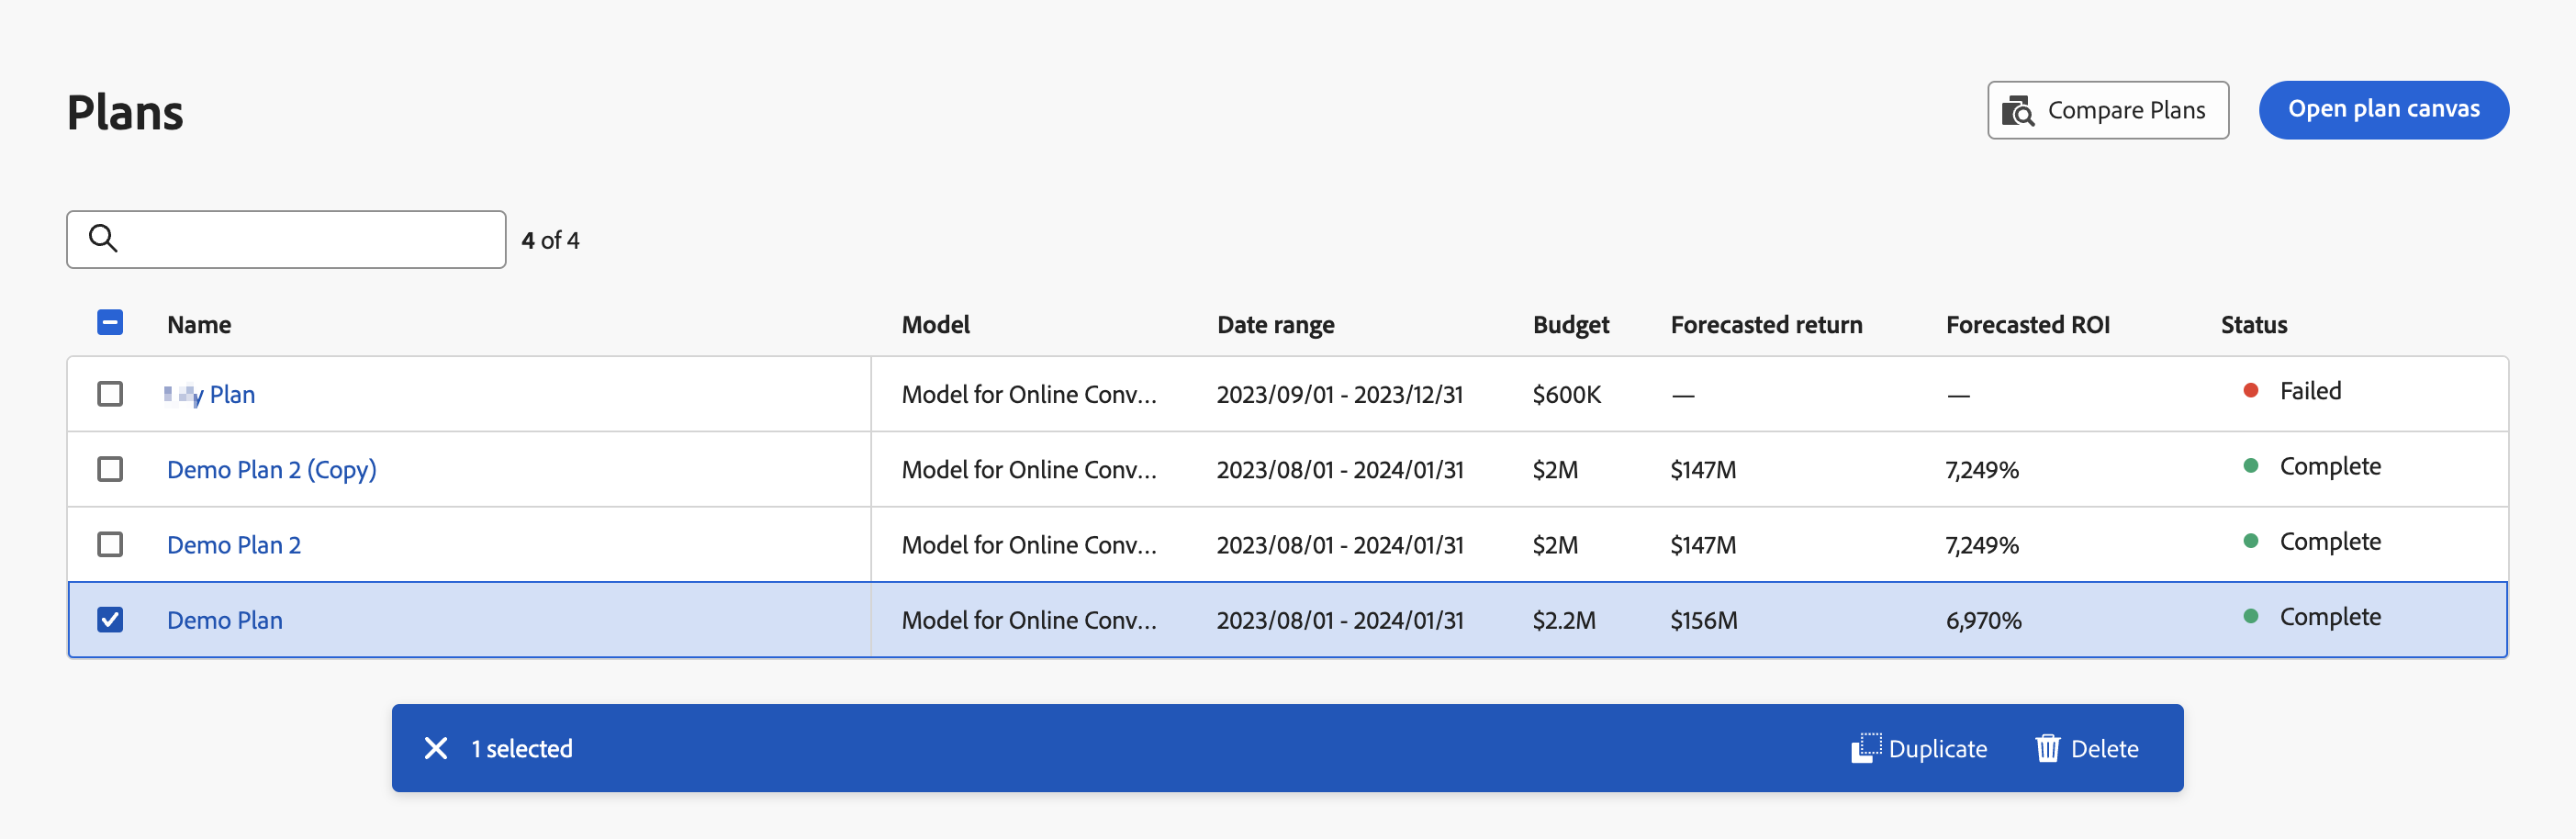 Plans
Compare Plans
Open plan canvas
4 of 4
Name Model Date range Budget Forecasted return Forecasted ROI Status
Plan Model for Online Conv... 2023/09/01 - 2023/12/31 $600K — — Failed
Demo Plan 2 (Copy) Model for Online Conv... 2023/08/01 - 2024/01/31 $2M $147M 7,249% Complete
Demo Plan 2 Model for Online Conv... 2023/08/01 - 2024/01/31 $2M $147M 7,249% Complete
Demo Plan Model for Online Conv... 2023/08/01 - 2024/01/31 $2.2M $156M 6,970% Complete
1 selected Duplicate Delete